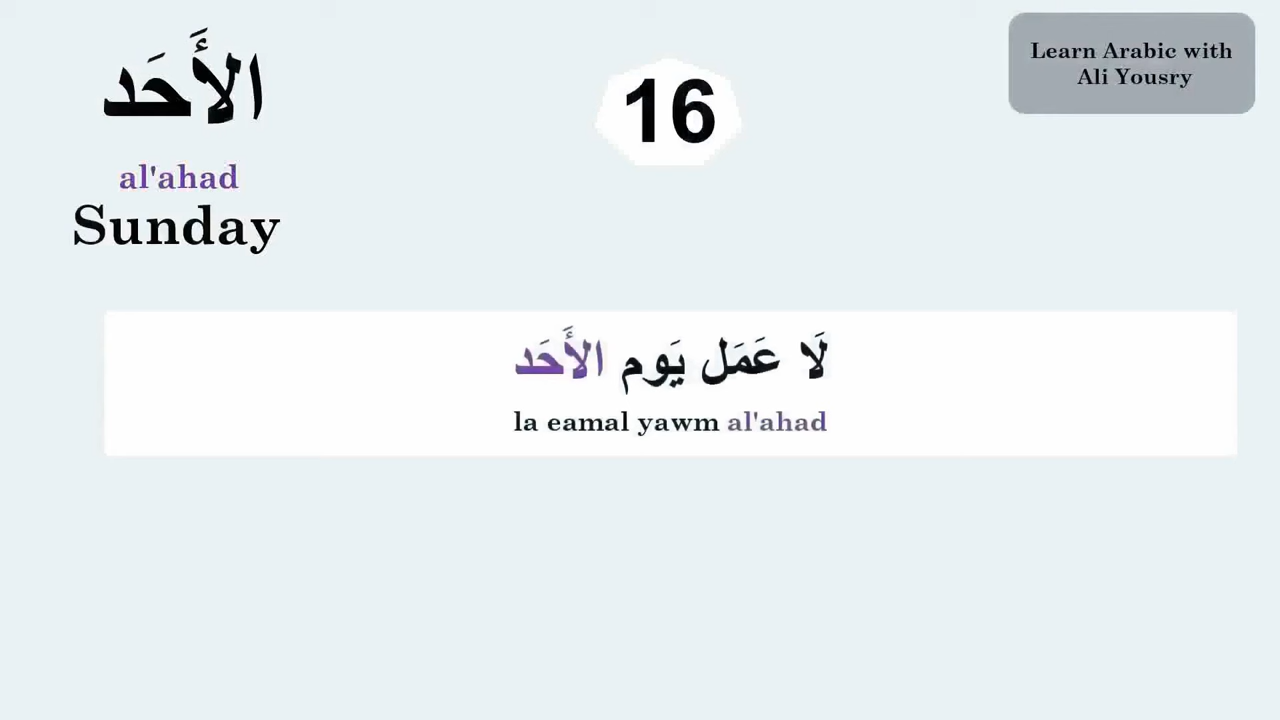 الأَحَد
al'ahad
Sunday
16
Learn Arabic with
Ali Yousry
لَا عَمَل يَوم الأَحَد
la eamal yawm al'ahad